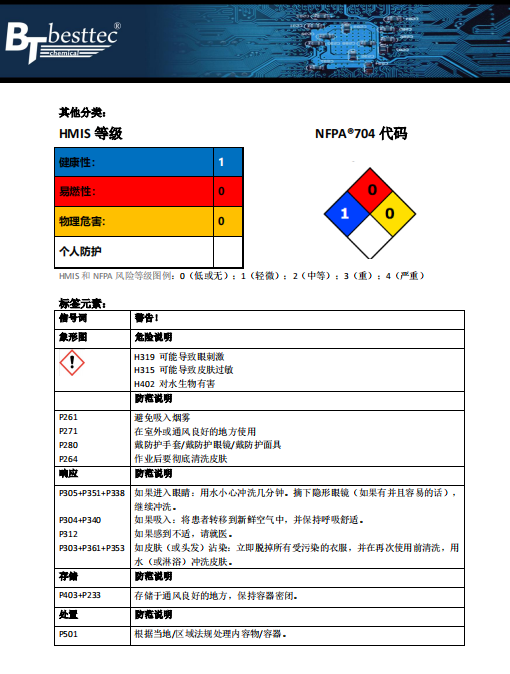 BT besttec®
chemical
其他分类:
HMIS 等级
NFPA®704 代码
健康性: 1
易燃性: 0
物理危害: 0
个人防护
0
1
0
HMIS 和 NFPA 风险等级图例: 0（低或无）; 1（轻微）; 2（中等）; 3（重）; 4（严重）
标签元素:
信号词 警告!
象形图 危险说明
H319 可能导致眼刺激
H315 可能导致皮肤过敏
H402 对水生物有害
防范说明
P261 避免吸入烟雾
P271 在室外或通风良好的地方使用
P280 戴防护手套/戴防护眼镜/戴防护面具
P264 作业后要彻底清洗皮肤
响应 防范说明
P305+P351+P338 如果进入眼睛: 用水小心冲洗几分钟。摘下隐形眼镜（如果有并且容易的话），
继续冲洗。
P304+P340 如果吸入: 将患者转移到新鲜空气中，并保持呼吸舒适。
P312 如果感到不适，请就医。
P303+P361+P353 如皮肤（或头发）沾染: 立即脱掉所有受污染的衣服，并在再次使用前清洗，用
水（或淋浴）冲洗皮肤。
存储 防范说明
P403+P233 存储于通风良好的地方，保持容器密闭。
处置 防范说明
P501 根据当地/区域法规处理内容物/容器。